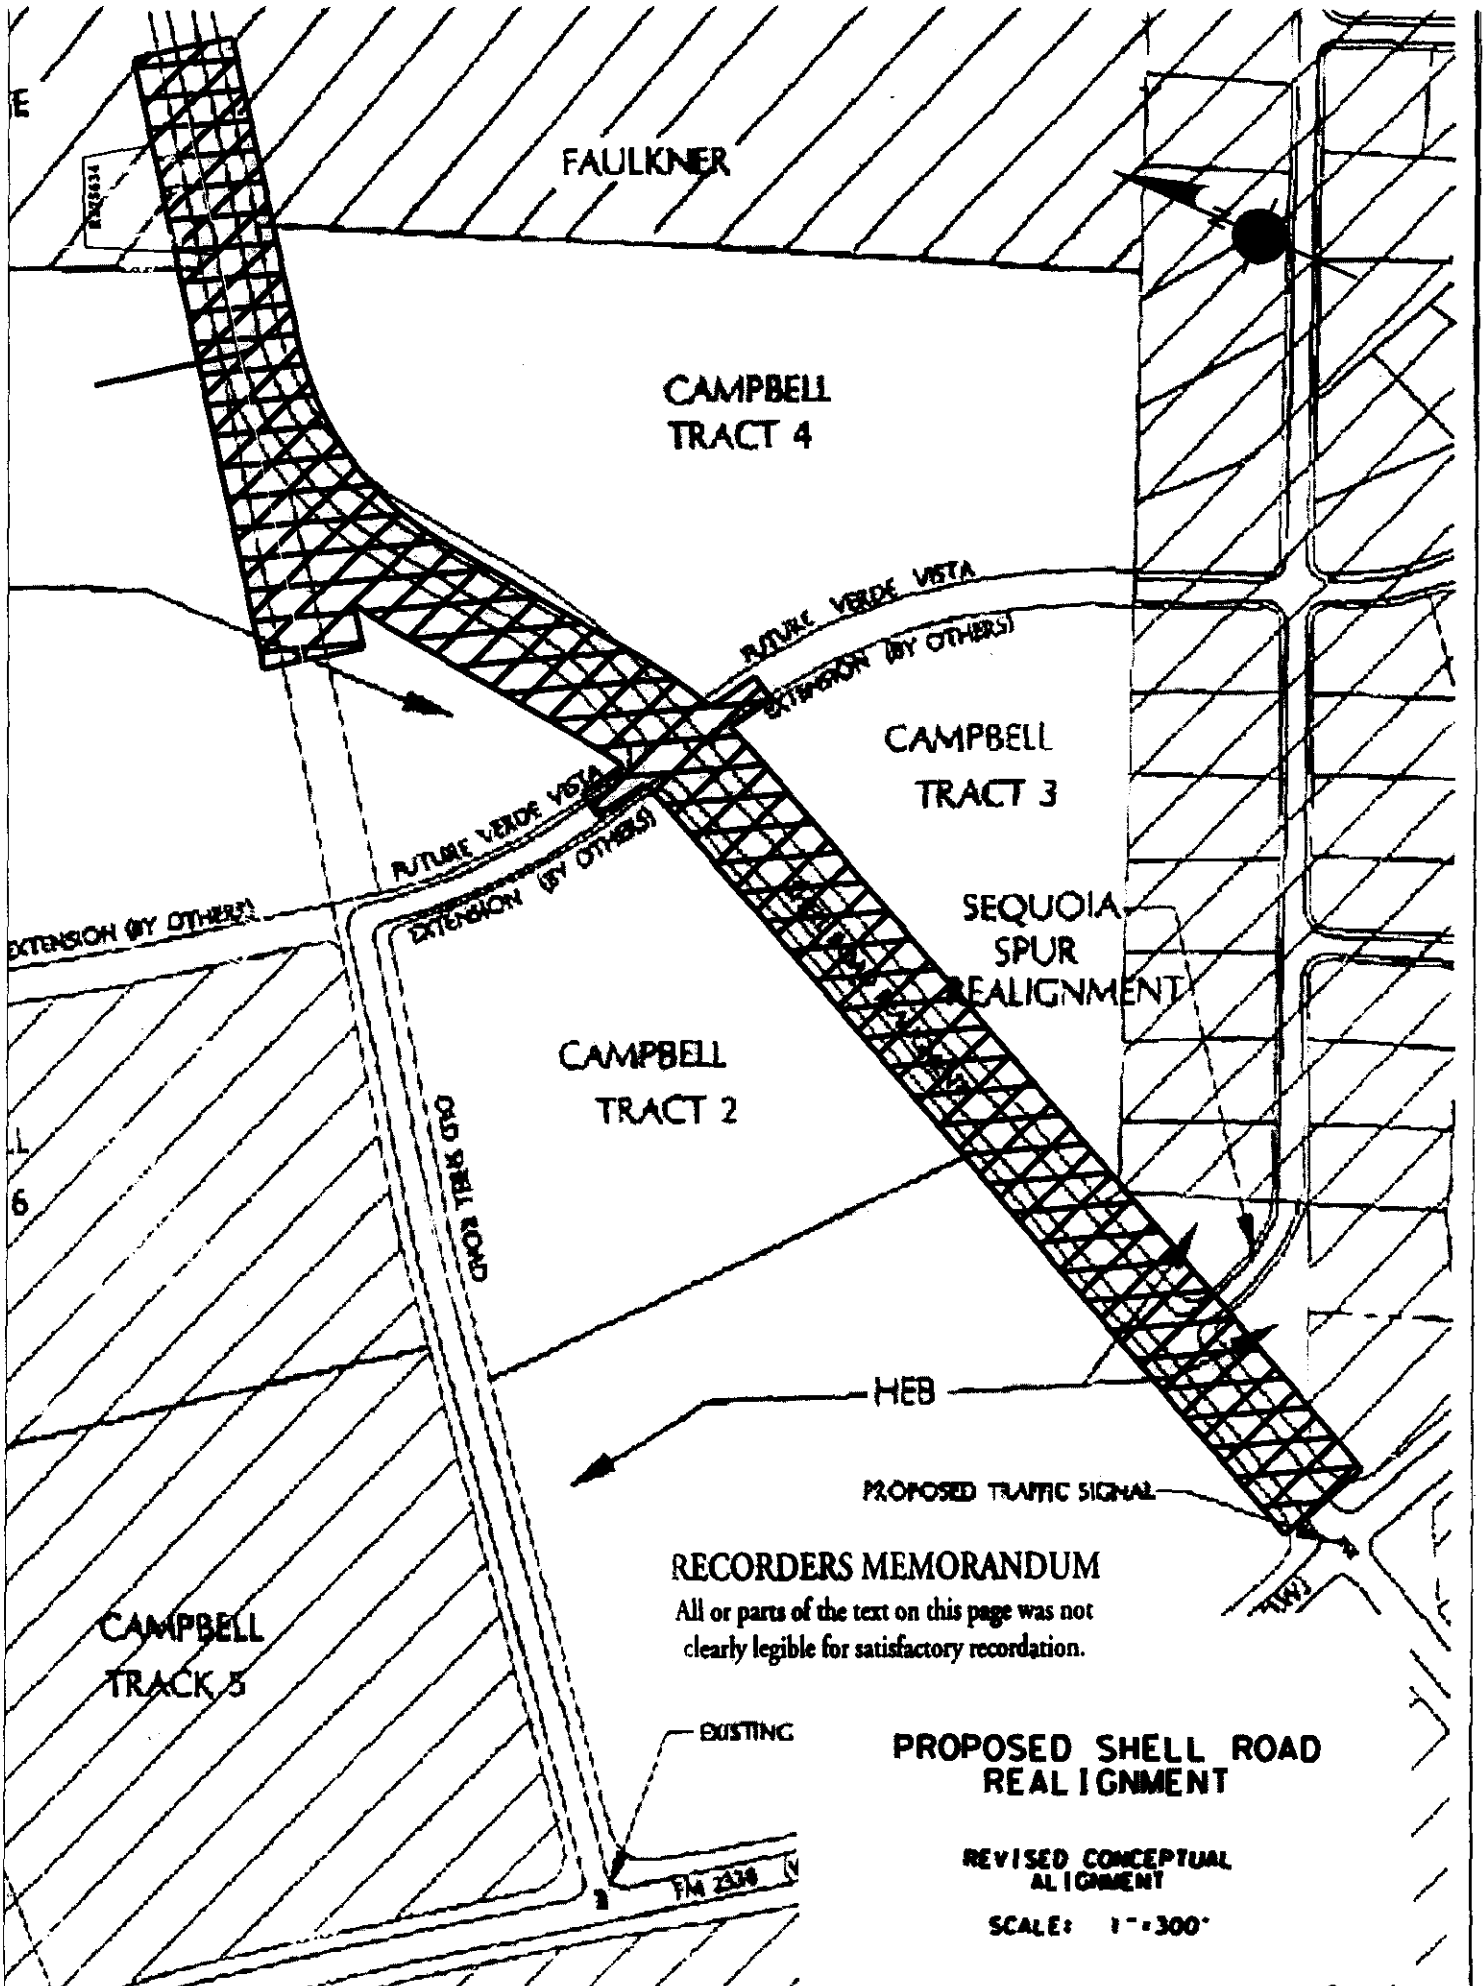 E
FAULKNER
CAMPBELL
TRACT 4
FUTURE VERDE VISTA
EXTENSION (BY OTHERS)
CAMPBELL
TRACT 3
FUTURE VERDE VISTA
EXTENSION (BY OTHERS)
EXTENSION (BY OTHERS)
SEQUOIA
SPUR
REALIGNMENT
CAMPBELL
TRACT 2
OLD SHELL ROAD
L
6
HEB
PROPOSED TRAFFIC SIGNAL
RECORDERS MEMORANDUM
All or parts of the text on this page was not
clearly legible for satisfactory recordation.
CAMPBELL
TRACK 5
EXISTING
FM 2338
PROPOSED SHELL ROAD
REALIGNMENT
REVISED CONCEPTUAL
ALIGNMENT
SCALE: 1"=300'